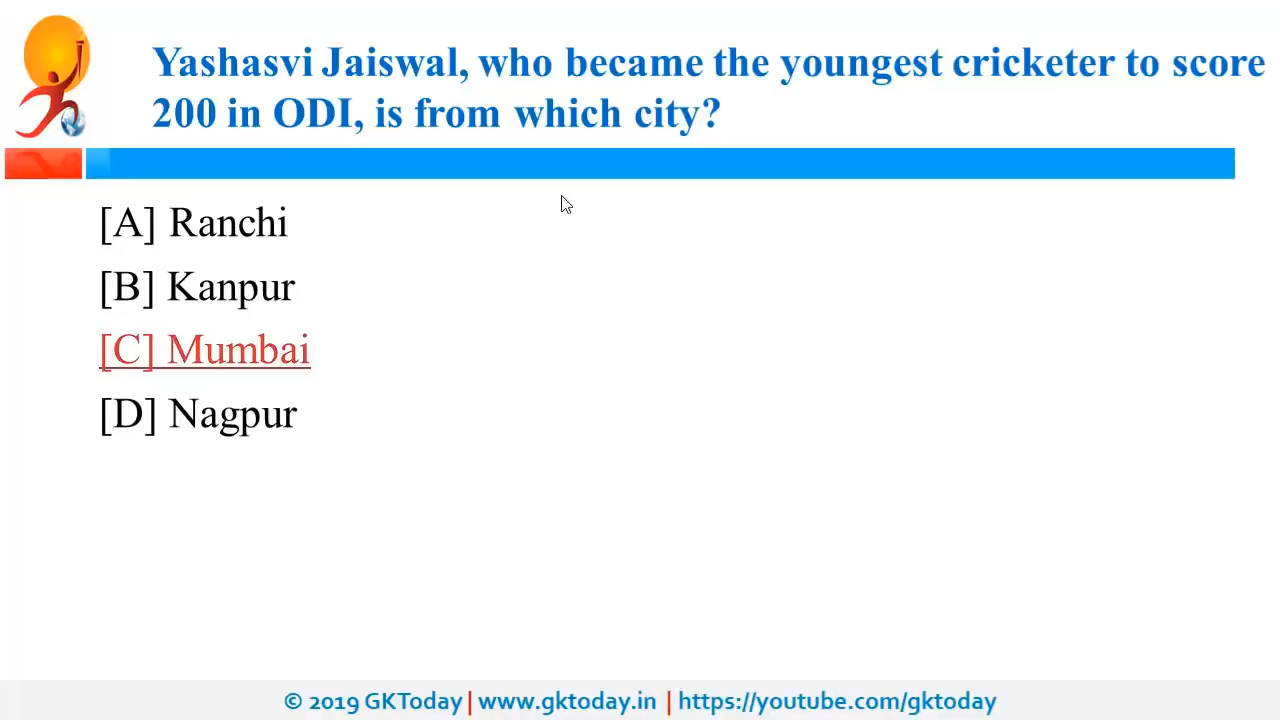 Yashasvi Jaiswal, who became the youngest cricketer to score
200 in ODI, is from which city?
[A] Ranchi
[B] Kanpur
[C] Mumbai
[D] Nagpur
© 2019 GKToday | www.gktoday.in | https://youtube.com/gktoday